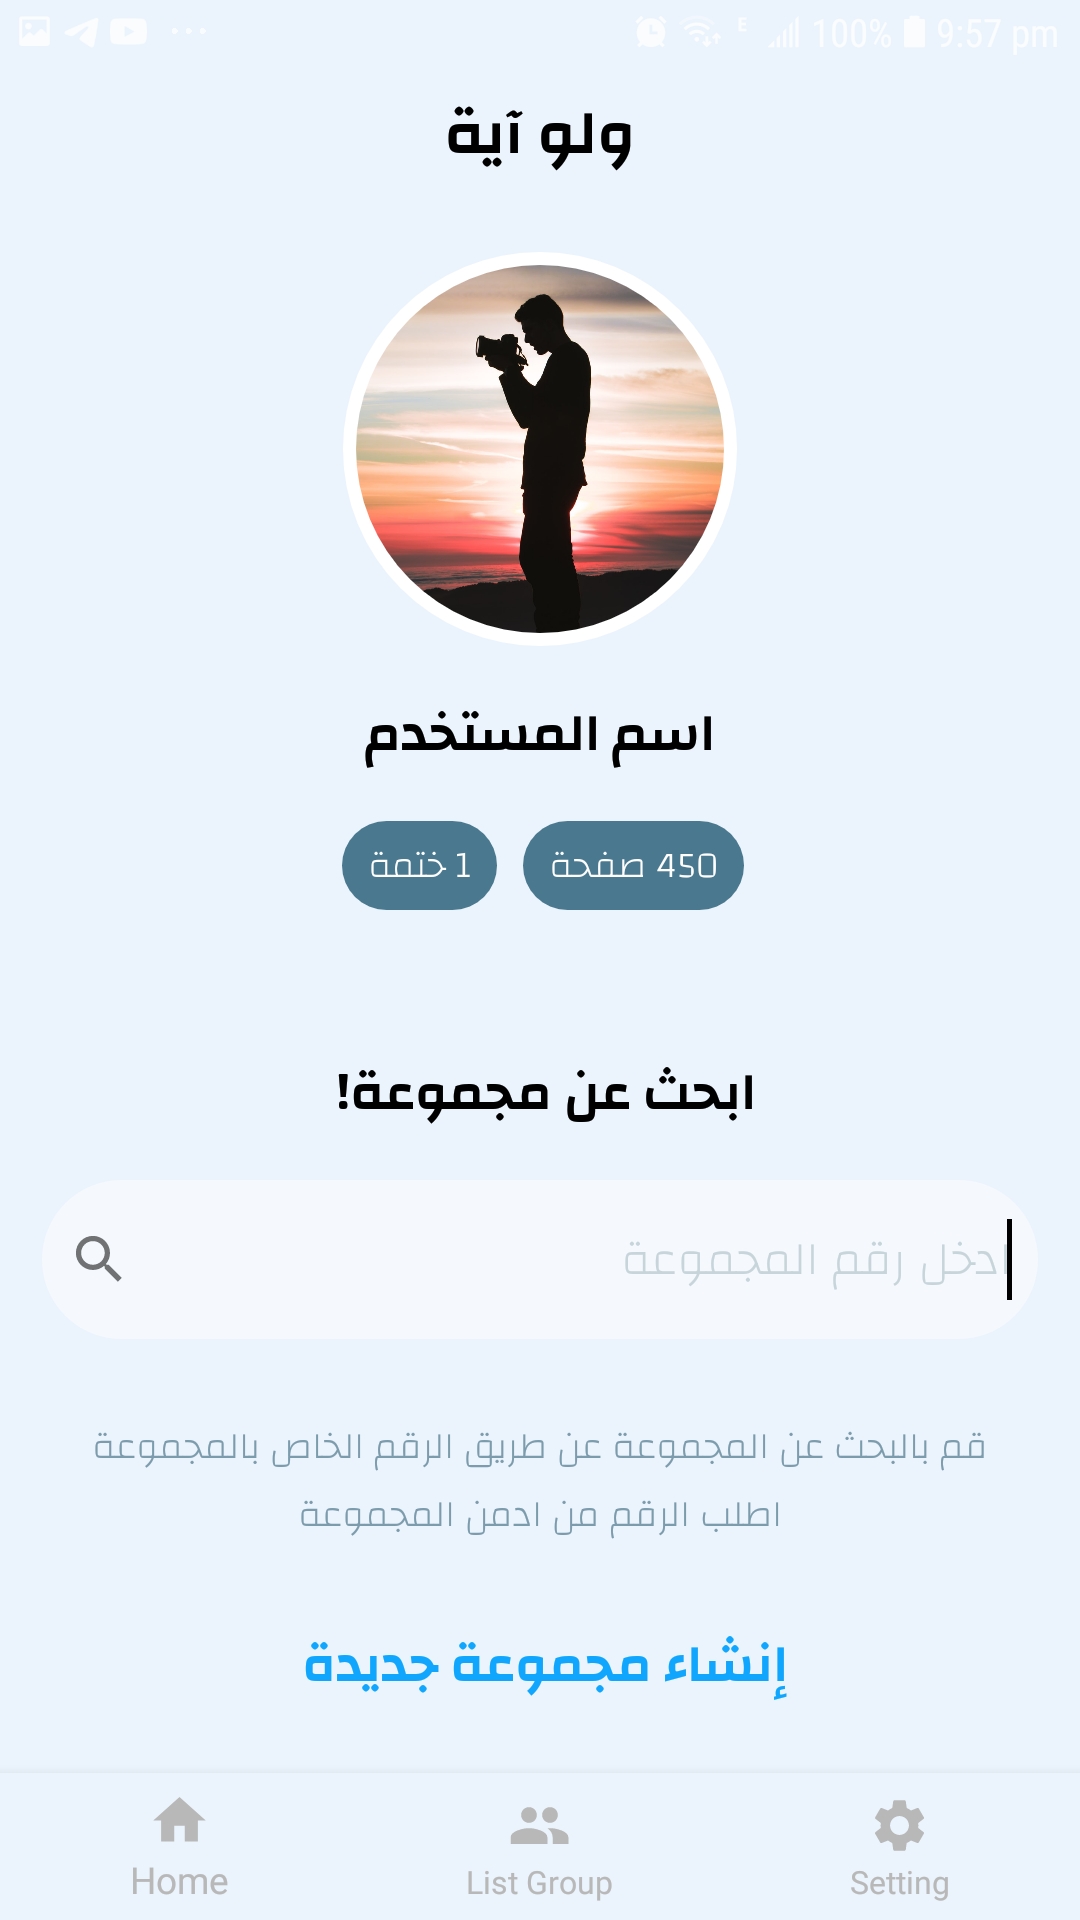 E 100% 9:57 pm
ولو آية
اسم المستخدم
450 صفحة
1 ختمة
ابحث عن مجموعة!
ادخل رقم المجموعة
قم بالبحث عن المجموعة عن طريق الرقم الخاص بالمجموعة
اطلب الرقم من ادمن المجموعة
إنشاء مجموعة جديدة
Home
List Group
Setting